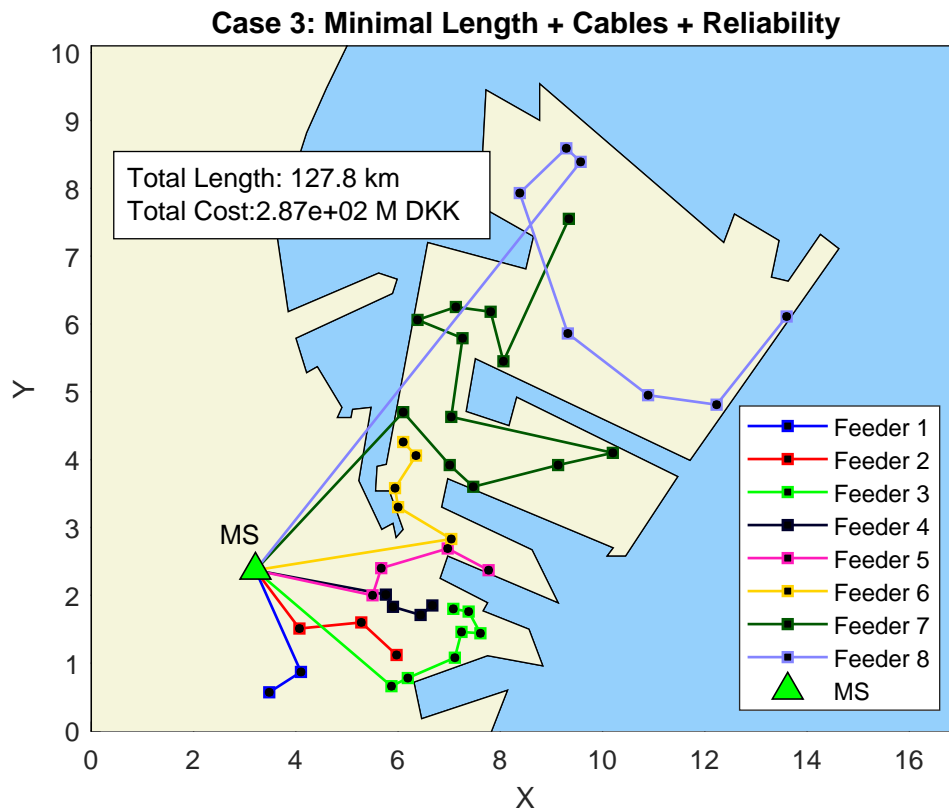 Case 3: Minimal Length + Cables + Reliability
10
9
8
7
6
5
4
3
2
1
0
Y
Total Length: 127.8 km
Total Cost:2.87e+02 M DKK
MS
Feeder 1
Feeder 2
Feeder 3
Feeder 4
Feeder 5
Feeder 6
Feeder 7
Feeder 8
MS
0 2 4 6 8 10 12 14 16
X